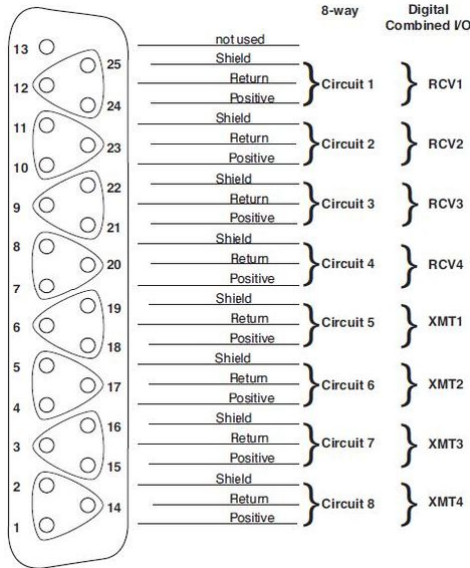 8-way Digital
Combined I/O
13 not used
25 Shield
12 Return Circuit 1 RCV1
24 Positive
11 Shield
23 Return Circuit 2 RCV2
10 Positive
22 Shield
9 Return Circuit 3 RCV3
21 Positive
8 Shield
20 Return Circuit 4 RCV4
7 Positive
19 Shield
6 Return Circuit 5 XMT1
18 Positive
5 Shield
17 Return Circuit 6 XMT2
4 Positive
16 Shield
3 Return Circuit 7 XMT3
15 Positive
2 Shield
14 Return Circuit 8 XMT4
1 Positive